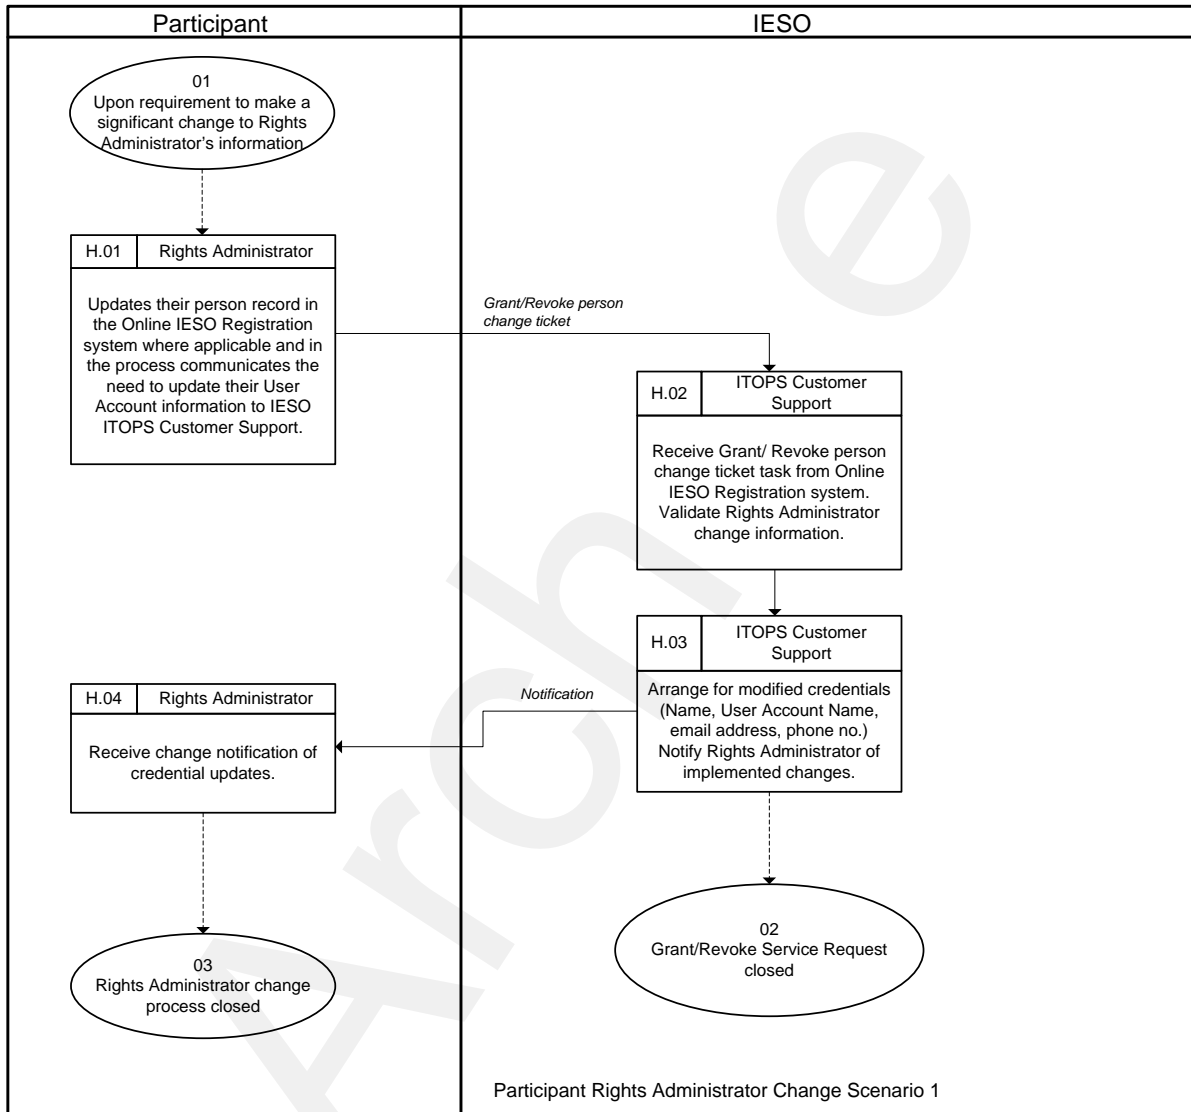 Participant
IESO
01
Upon requirement to make a
significant change to Rights
Administrator's information
H.01
Rights Administrator
Updates their person record in
the Online IESO Registration
system where applicable and in
the process communicates the
need to update their User
Account information to IESO
ITOPS Customer Support.
Grant/Revoke person
change ticket
H.02
ITOPS Customer
Support
Receive Grant/ Revoke person
change ticket task from Online
IESO Registration system.
Validate Rights Administrator
change information.
H.03
ITOPS Customer
Support
Arrange for modified credentials
(Name, User Account Name,
email address, phone no.)
Notify Rights Administrator of
implemented changes.
Notification
H.04
Rights Administrator
Receive change notification of
credential updates.
02
Grant/Revoke Service Request
closed
03
Rights Administrator change
process closed
Participant Rights Administrator Change Scenario 1
Arch e